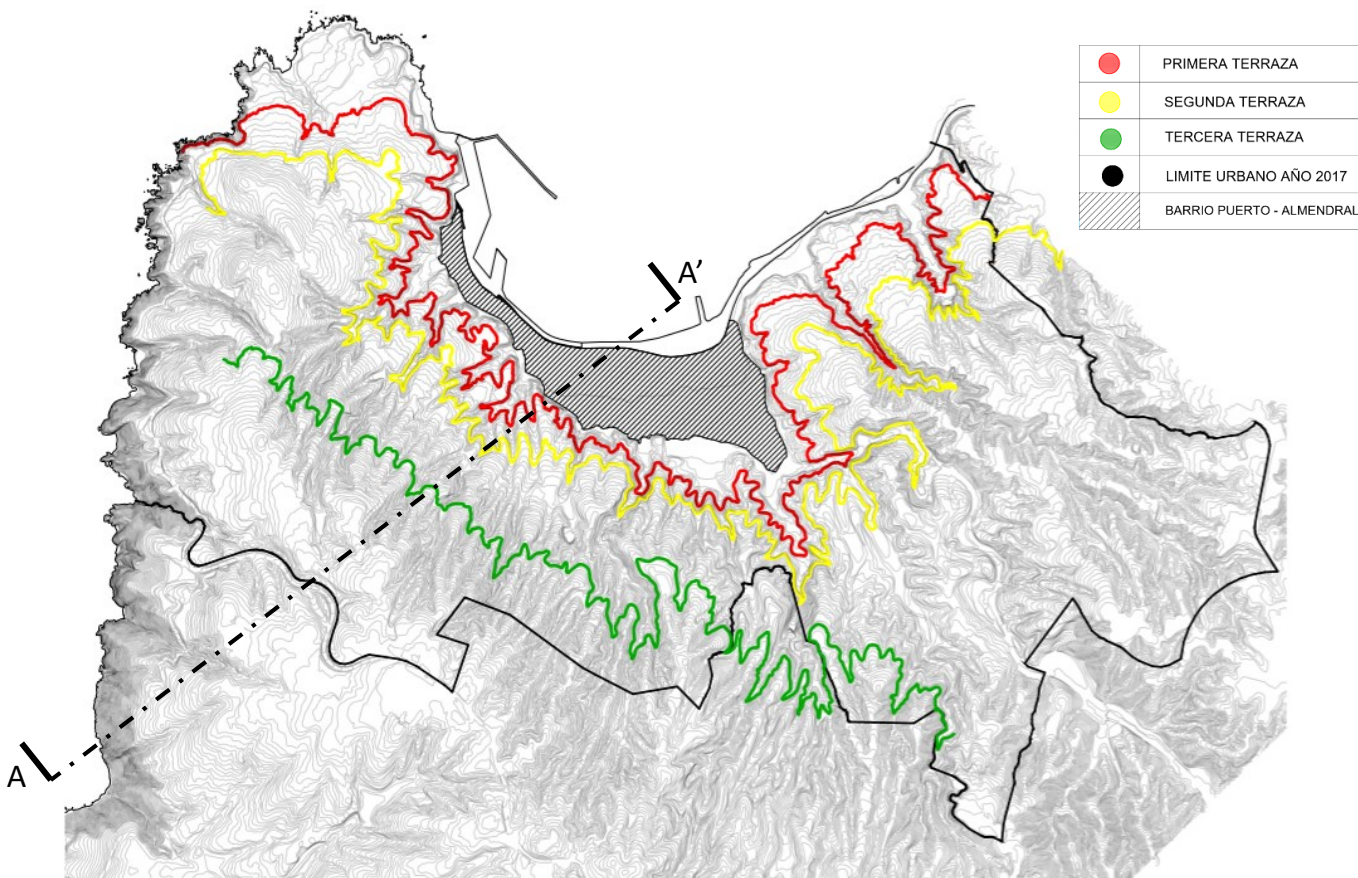 PRIMERA TERRAZA
SEGUNDA TERRAZA
TERCERA TERRAZA
LIMITE URBANO AÑO 2017
BARRIO PUERTO - ALMENDRAL
A'
A